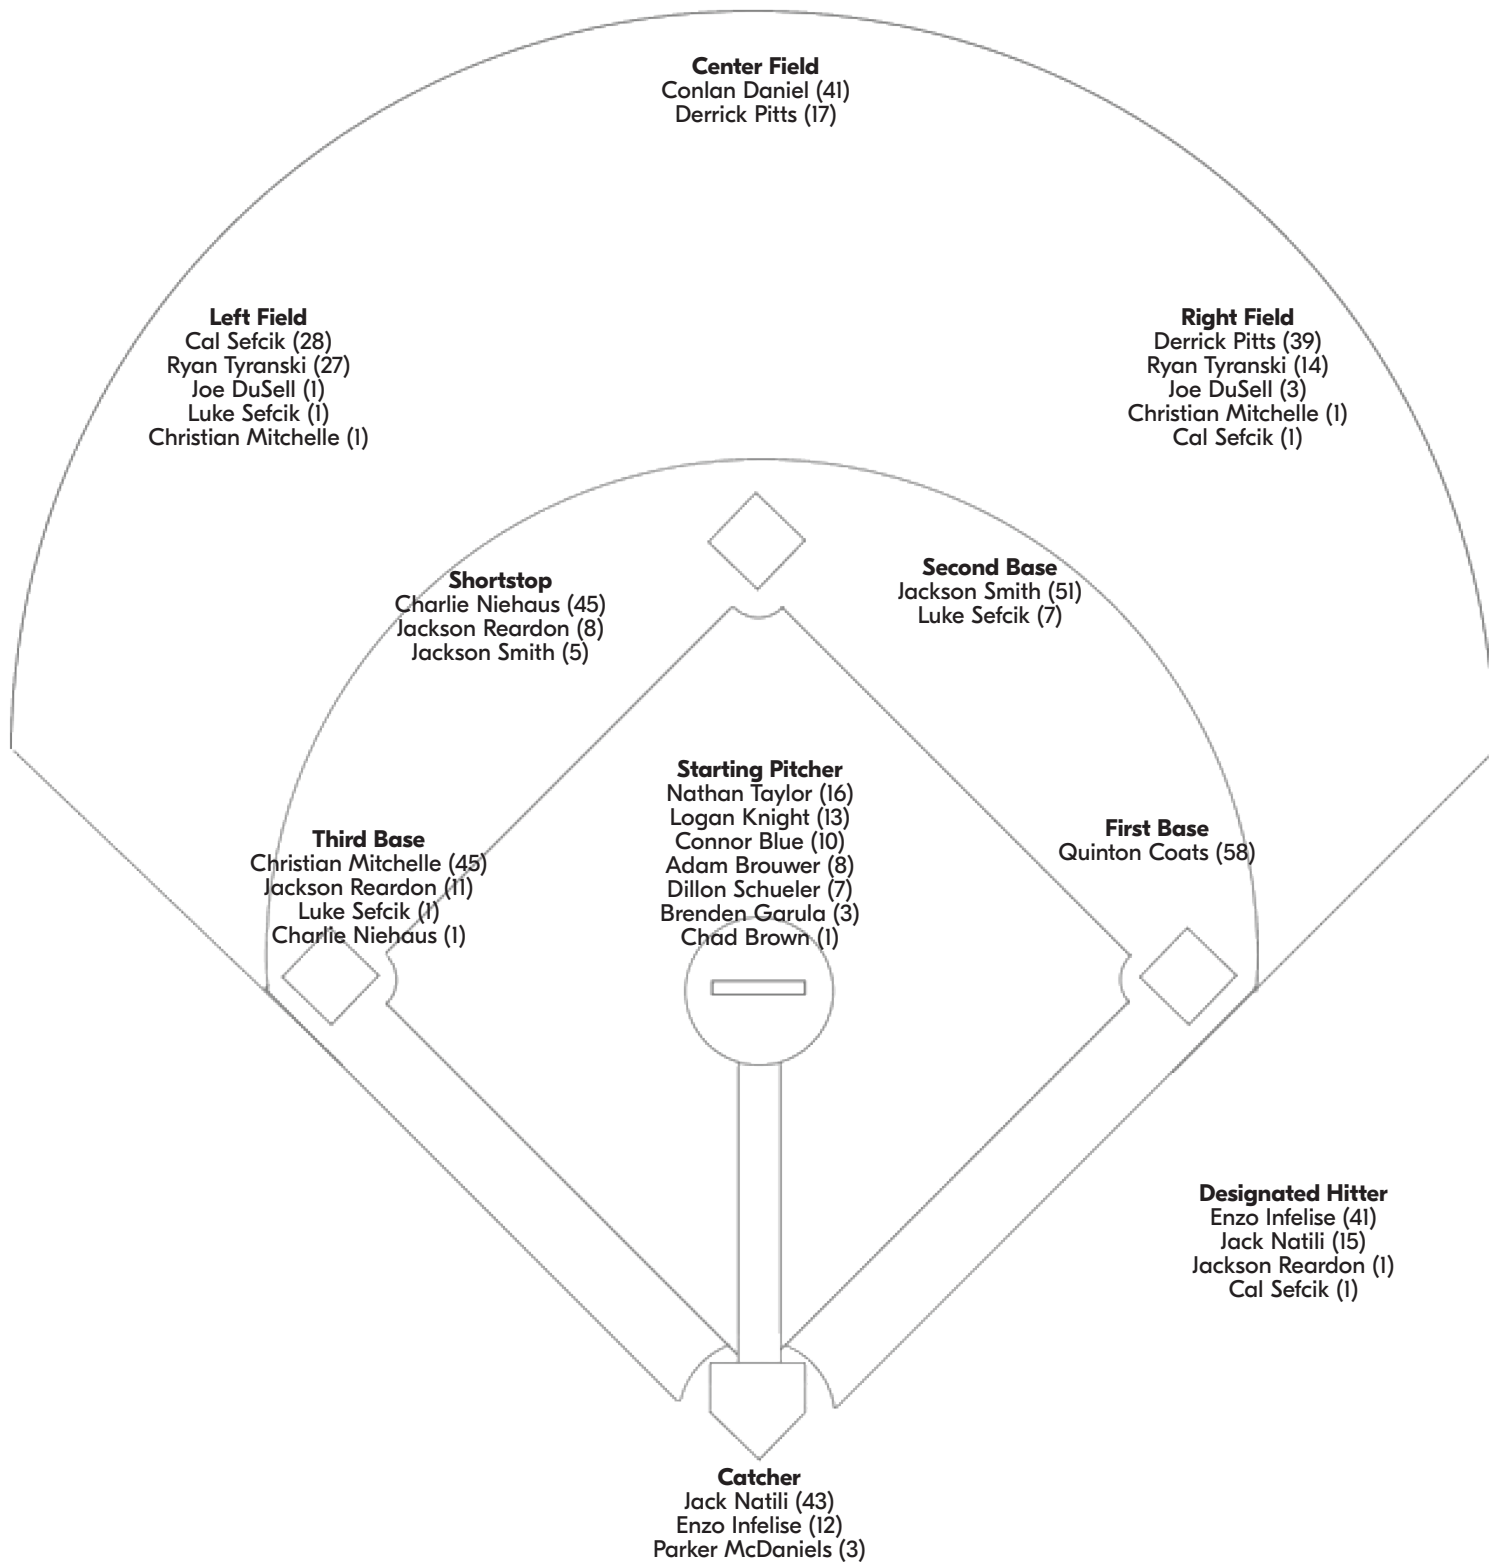 Center Field
Conlan Daniel (41)
Derrick Pitts (17)
Left Field
Cal Sefcik (28)
Ryan Tyranski (27)
Joe DuSell (1)
Luke Sefcik (1)
Christian Mitchelle (1)
Right Field
Derrick Pitts (39)
Ryan Tyranski (14)
Joe DuSell (3)
Christian Mitchelle (1)
Cal Sefcik (1)
Shortstop
Charlie Niehaus (45)
Jackson Reardon (8)
Jackson Smith (5)
Second Base
Jackson Smith (51)
Luke Sefcik (7)
Starting Pitcher
Nathan Taylor (16)
Logan Knight (13)
Connor Blue (10)
Adam Brouwer (8)
Dillon Schueler (7)
Brenden Garula (3)
Chad Brown (1)
Third Base
Christian Mitchelle (45)
Jackson Reardon (11)
Luke Sefcik (1)
Charlie Niehaus (1)
First Base
Quinton Coats (58)
Designated Hitter
Enzo Infelise (41)
Jack Natili (15)
Jackson Reardon (1)
Cal Sefcik (1)
Catcher
Jack Natili (43)
Enzo Infelise (12)
Parker McDaniels (3)